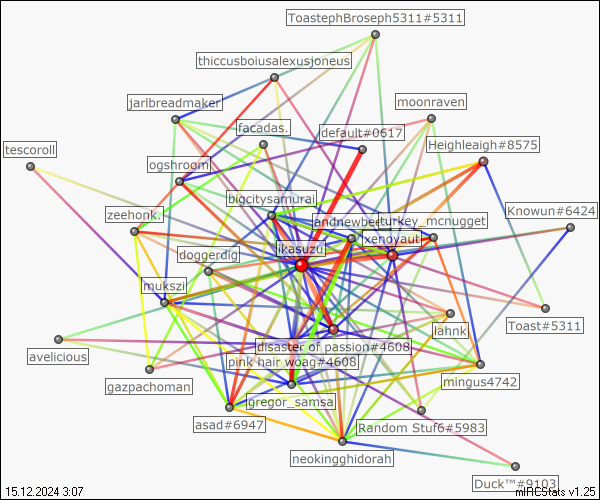 ToastephBroseph5311#5311
thiccusboiusalexusjoneus
jarlbreadmaker
moonraven
facadas.
default#0617
tescoroll
Heighleaigh#8575
ogshroom
bigcitysamurai
zeehonk.
turkey_mcnugget
Knowun#6424
xenoyaut
ikasuzu
doggerdig
mukszi
lahnk
Toast#5311
disaster of passion#4608
avelicious
pink hair woag#4608
gazpachoman
mingus4742
gregor_samsa
asad#6947
Random Stuf6#5983
neokingghidorah
Duck™#9103
15.12.2024 3:07
mIRCStats v1.25